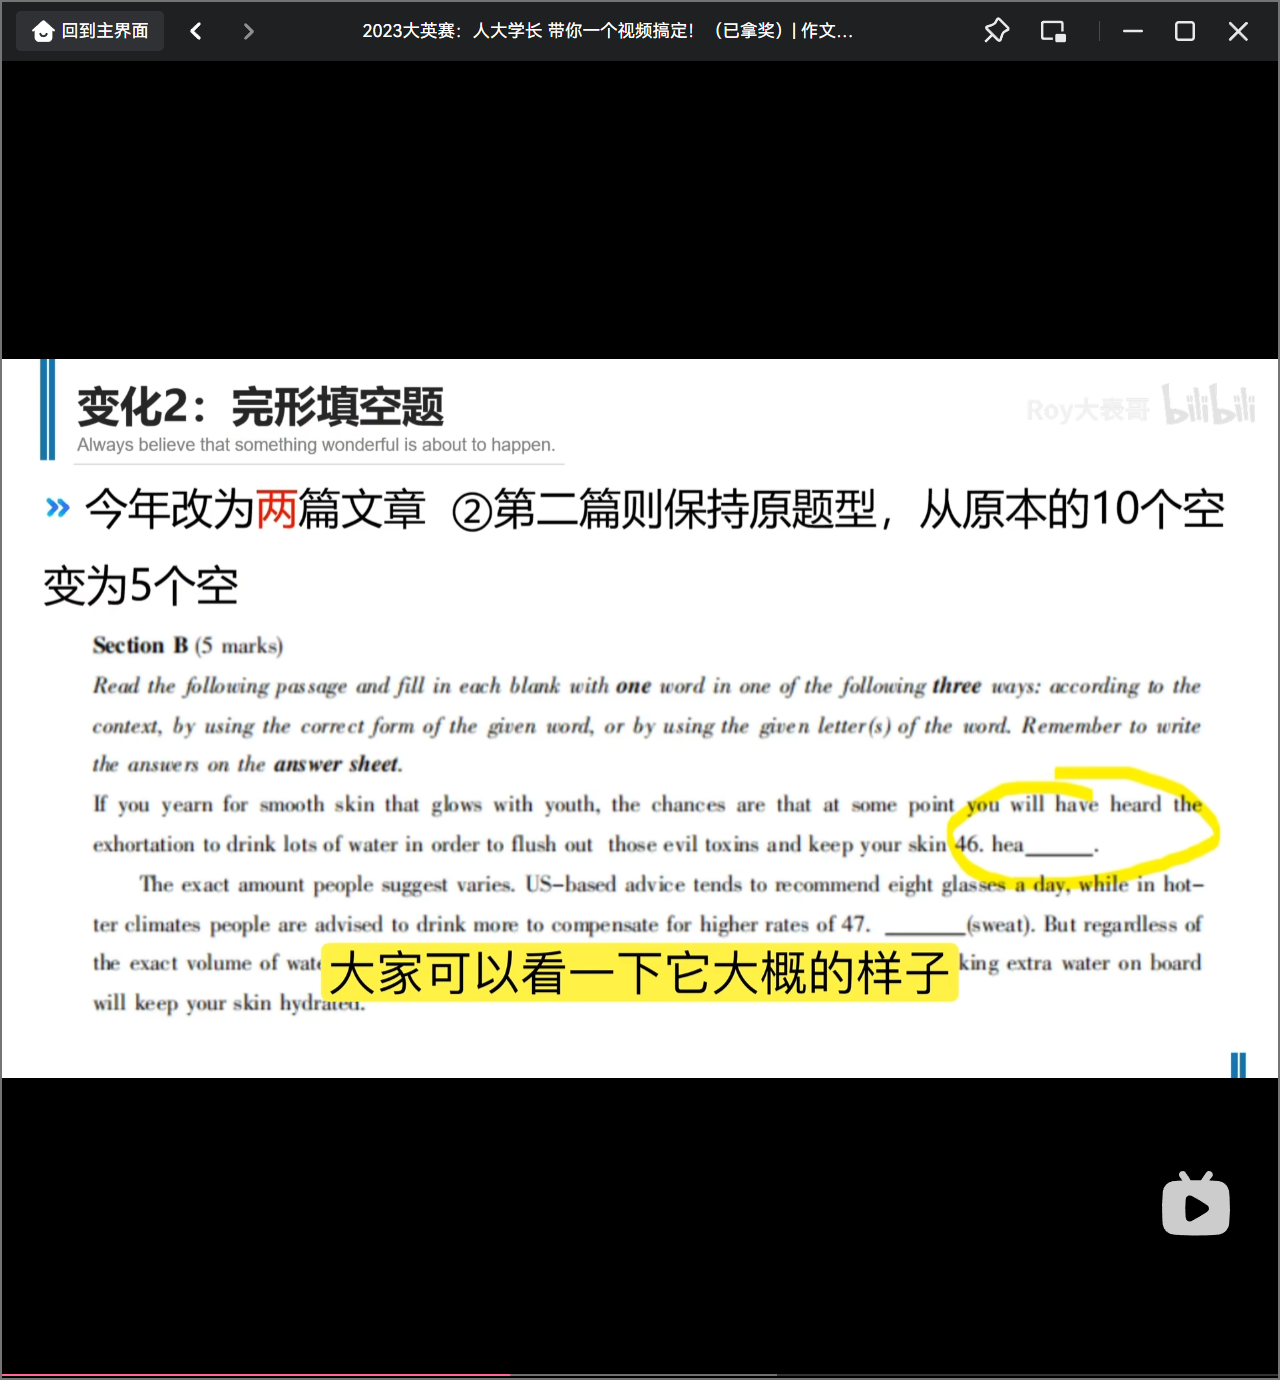 回到主界面
2023大英赛：人大学长 带你一个视频搞定！（已拿奖）| 作文...
变化2：完形填空题
Always believe that something wonderful is about to happen.
Roy大表哥 bilibili
今年改为两篇文章 ②第二篇则保持原题型，从原本的10个空
变为5个空
Section B (5 marks)
Read the following passage and fill in each blank with one word in one of the following three ways: according to the
context, by using the correct form of the given word, or by using the given letter(s) of the word. Remember to write
the answers on the answer sheet.
If you yearn for smooth skin that glows with youth, the chances are that at some point you will have heard the
exhortation to drink lots of water in order to flush out those evil toxins and keep your skin 46. hea______.
The exact amount people suggest varies. US-based advice tends to recommend eight glasses a day, while in hot-
ter climates people are advised to drink more to compensate for higher rates of 47. _______(sweat). But regardless of
the exact volume of wate king extra water on board
大家可以看一下它大概的样子
will keep your skin hydrated.